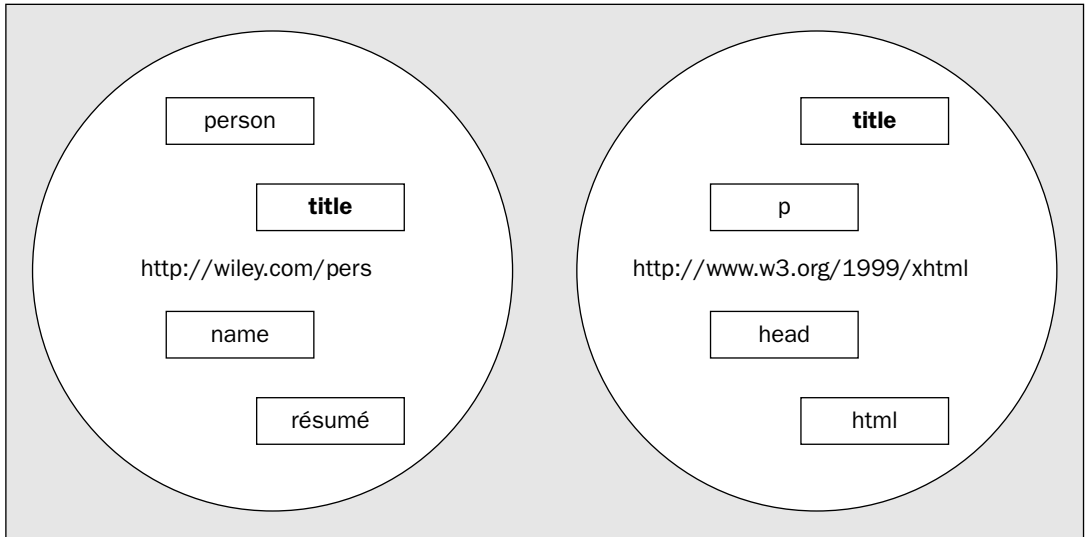 person
title
http://wiley.com/pers
name
résumé
title
p
http://www.w3.org/1999/xhtml
head
html